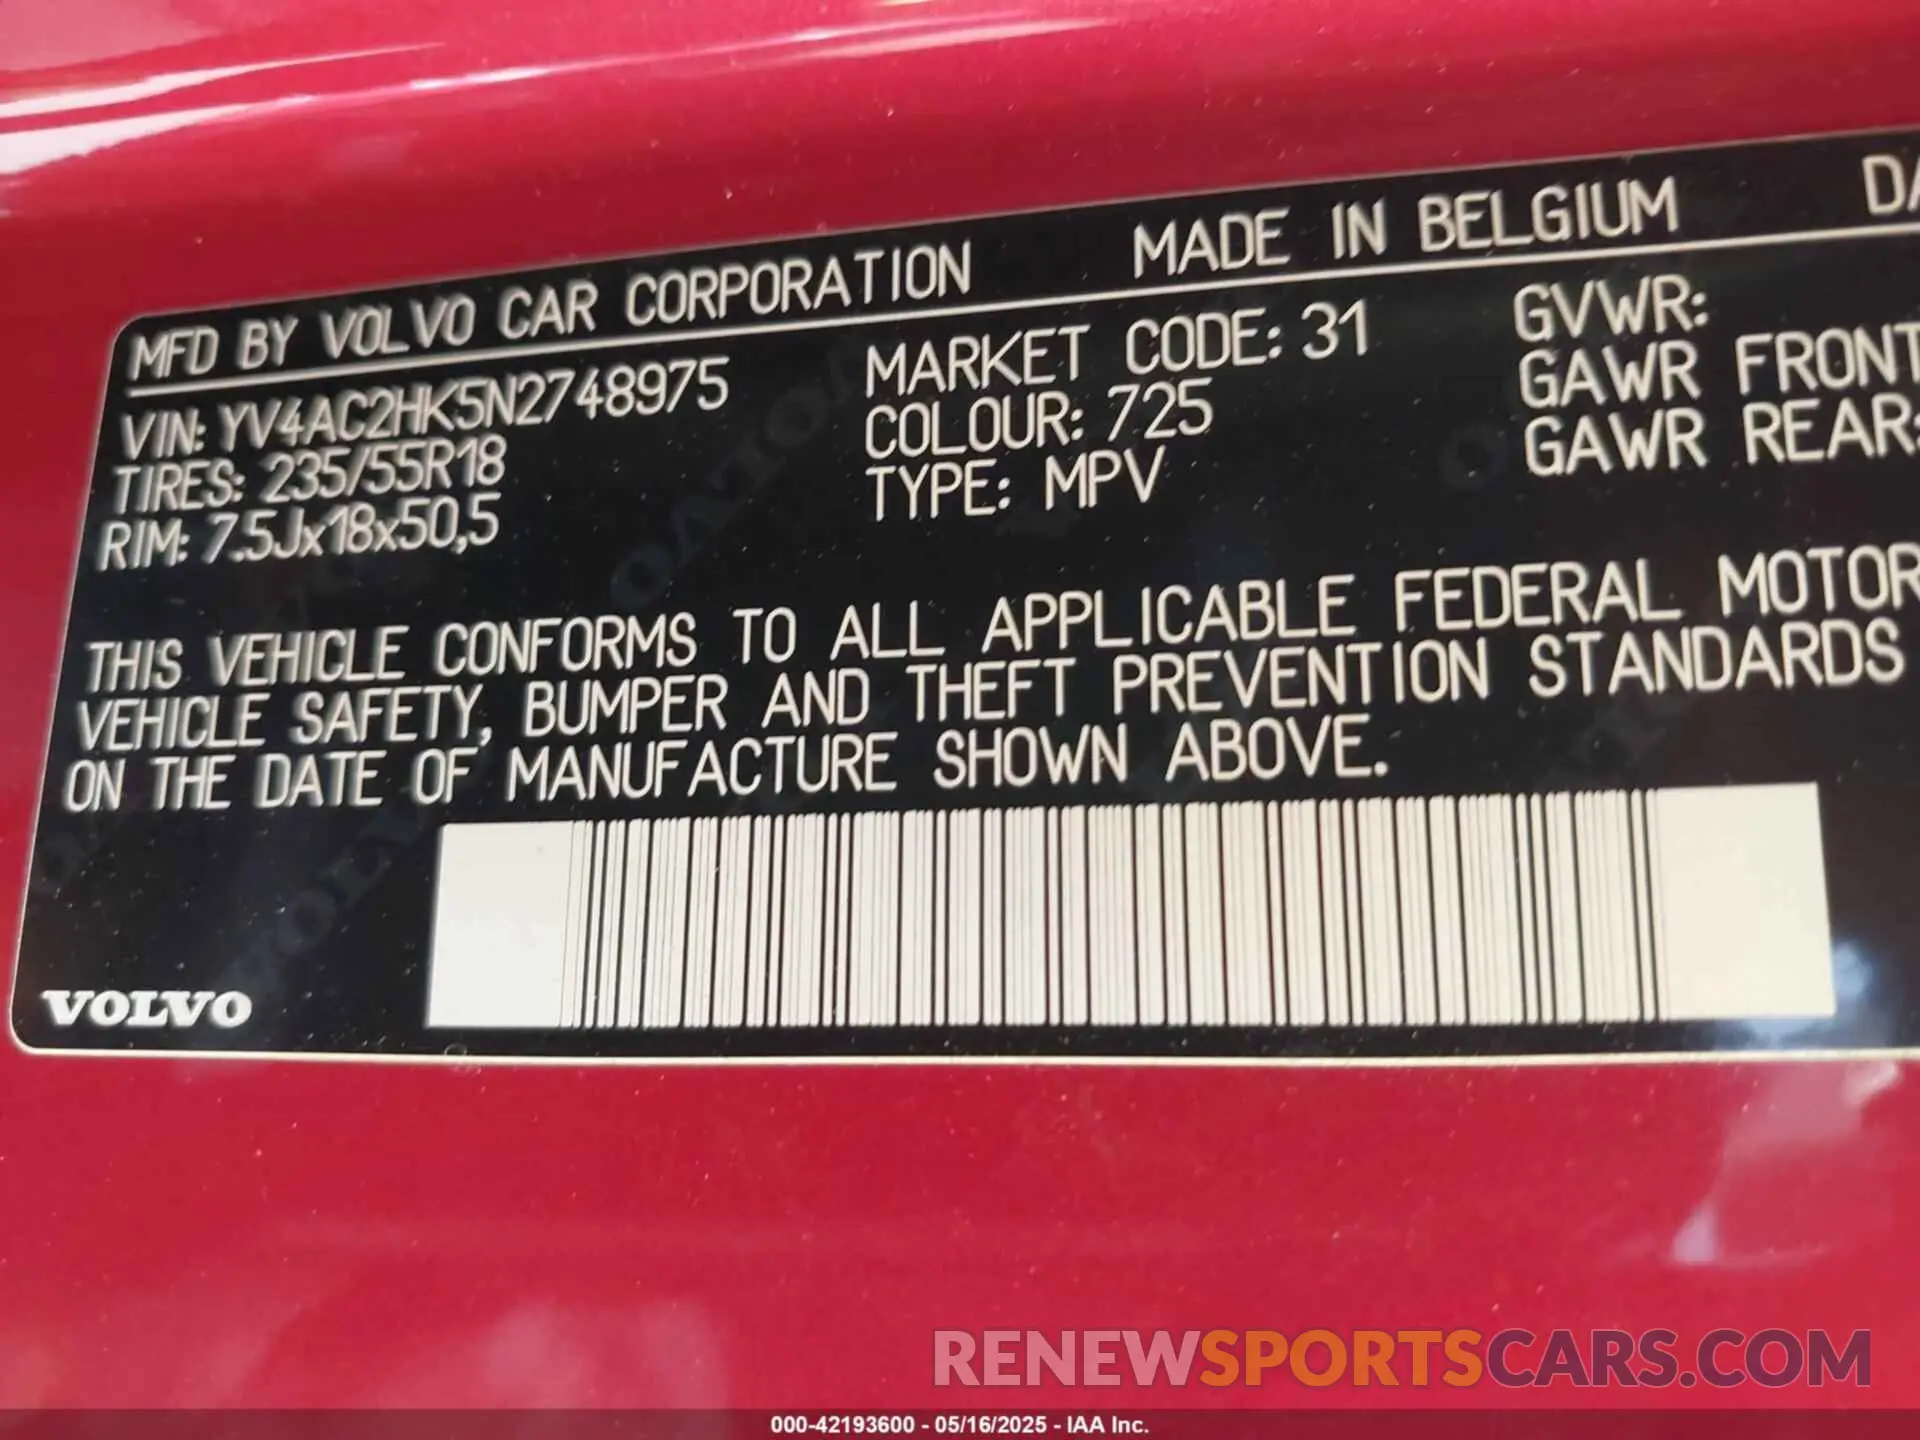 MFD BY VOLVO CAR CORPORATION MADE IN BELGIUM DA
VIN: YV4AC2HK5N2748975 MARKET CODE: 31 GVWR:
TIRES: 235/55R18 COLOUR: 725 GAWR FRONT
RIM: 7.5Jx18x50,5 TYPE: MPV GAWR REAR:
THIS VEHICLE CONFORMS TO ALL APPLICABLE FEDERAL MOTOR
VEHICLE SAFETY, BUMPER AND THEFT PREVENTION STANDARDS
ON THE DATE OF MANUFACTURE SHOWN ABOVE.
VOLVO
RENEWSPORTSCARS.COM
000-42193600 - 05/16/2025 - IAA Inc.